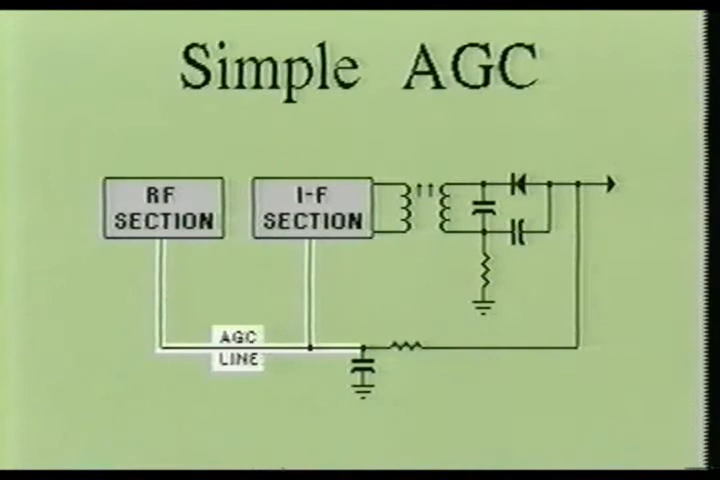 Simple AGC
RF
SECTION
I-F
SECTION
AGC
LINE